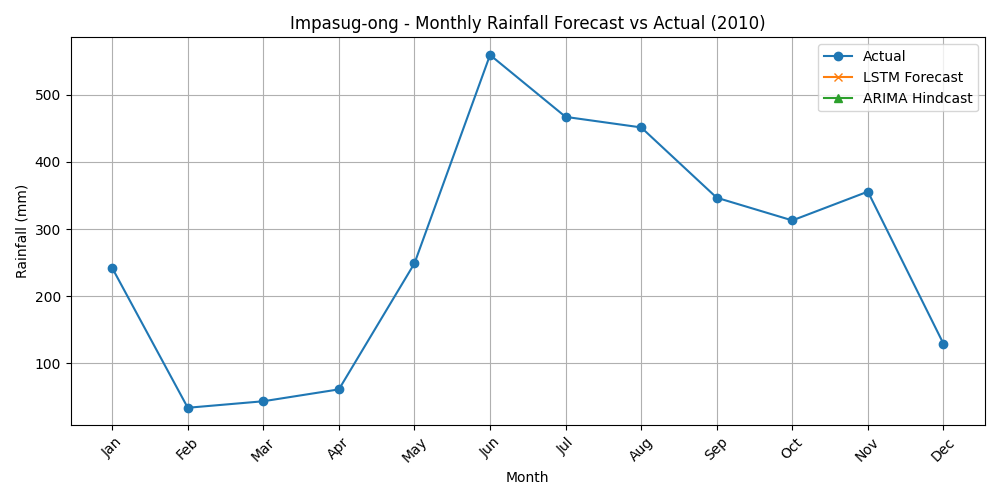 Impasug-ong - Monthly Rainfall Forecast vs Actual (2010)
Actual
LSTM Forecast
ARIMA Hindcast
Rainfall (mm)
500
400
300
200
100
Jan
Feb
Mar
Apr
May
Jun
Jul
Aug
Sep
Oct
Nov
Dec
Month